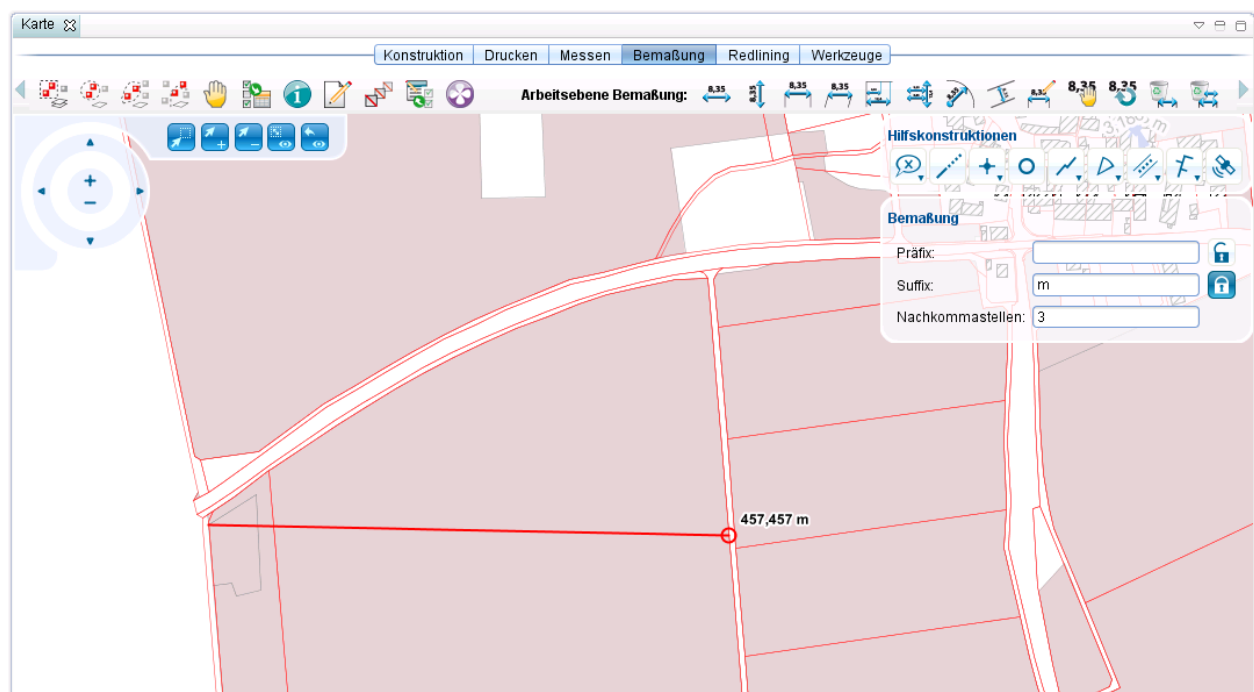 Karte
Konstruktion Drucken Messen Bemaßung Redlining Werkzeuge
Arbeitsebene Bemaßung: 8,35 8,35 8,35 8,35 8,35 8,35
Hilfskonstruktionen
Bemaßung
Präfix:
Suffix: m
Nachkommastellen: 3
457,457 m